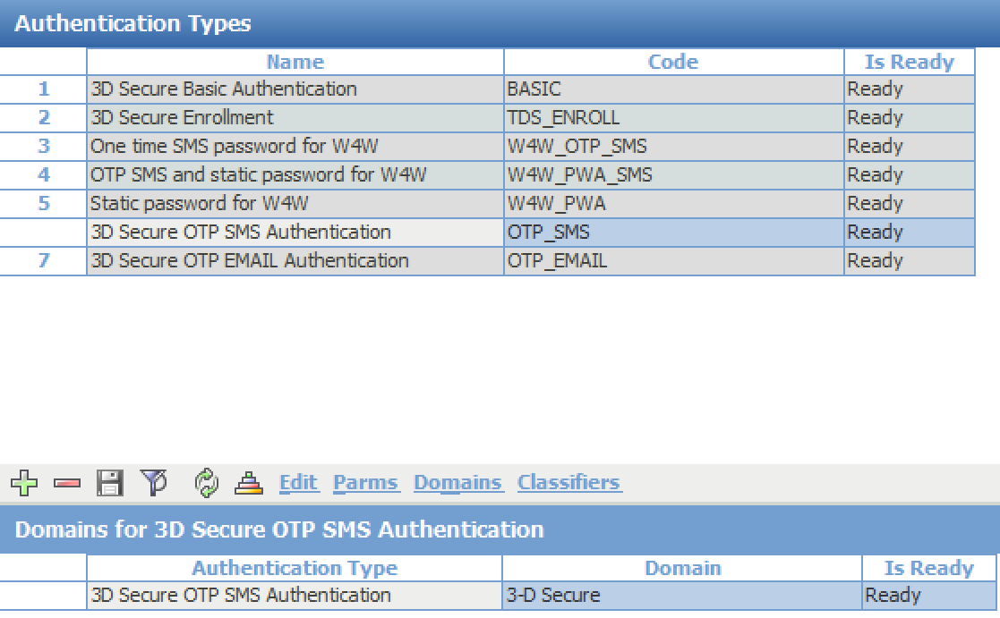 Authentication Types
Name Code Is Ready
1 3D Secure Basic Authentication BASIC Ready
2 3D Secure Enrollment TDS_ENROLL Ready
3 One time SMS password for W4W W4W_OTP_SMS Ready
4 OTP SMS and static password for W4W W4W_PWA_SMS Ready
5 Static password for W4W W4W_PWA Ready
3D Secure OTP SMS Authentication OTP_SMS Ready
7 3D Secure OTP EMAIL Authentication OTP_EMAIL Ready
Edit Parms Domains Classifiers
Domains for 3D Secure OTP SMS Authentication
Authentication Type Domain Is Ready
3D Secure OTP SMS Authentication 3-D Secure Ready